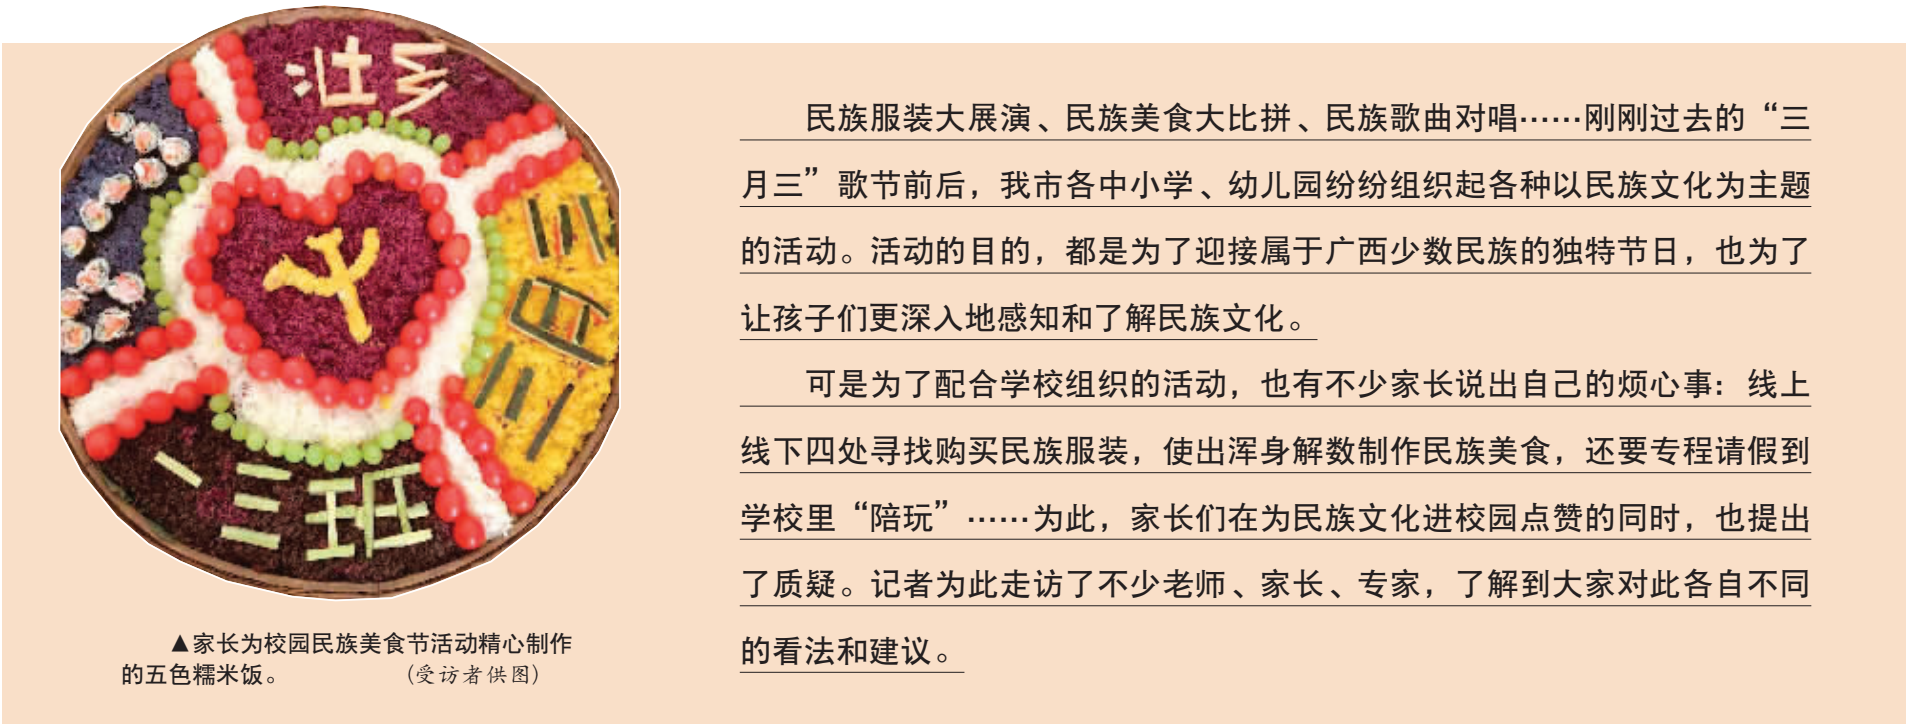 壮乡
三月三
一三班
民族服装大展演、民族美食大比拼、民族歌曲对唱……刚刚过去的“三
月三”歌节前后，我市各中小学、幼儿园纷纷组织起各种以民族文化为主题
的活动。活动的目的，都是为了迎接属于广西少数民族的独特节日，也为了
让孩子们更深入地感知和了解民族文化。
可是为了配合学校组织的活动，也有不少家长说出自己的烦心事：线上
线下四处寻找购买民族服装，使出浑身解数制作民族美食，还要专程请假到
学校里“陪玩”……为此，家长们在为民族文化进校园点赞的同时，也提出
了质疑。记者为此走访了不少老师、家长、专家，了解到大家对此各自不同
的看法和建议。
▲家长为校园民族美食节活动精心制作
的五色糯米饭。 (受访者供图)